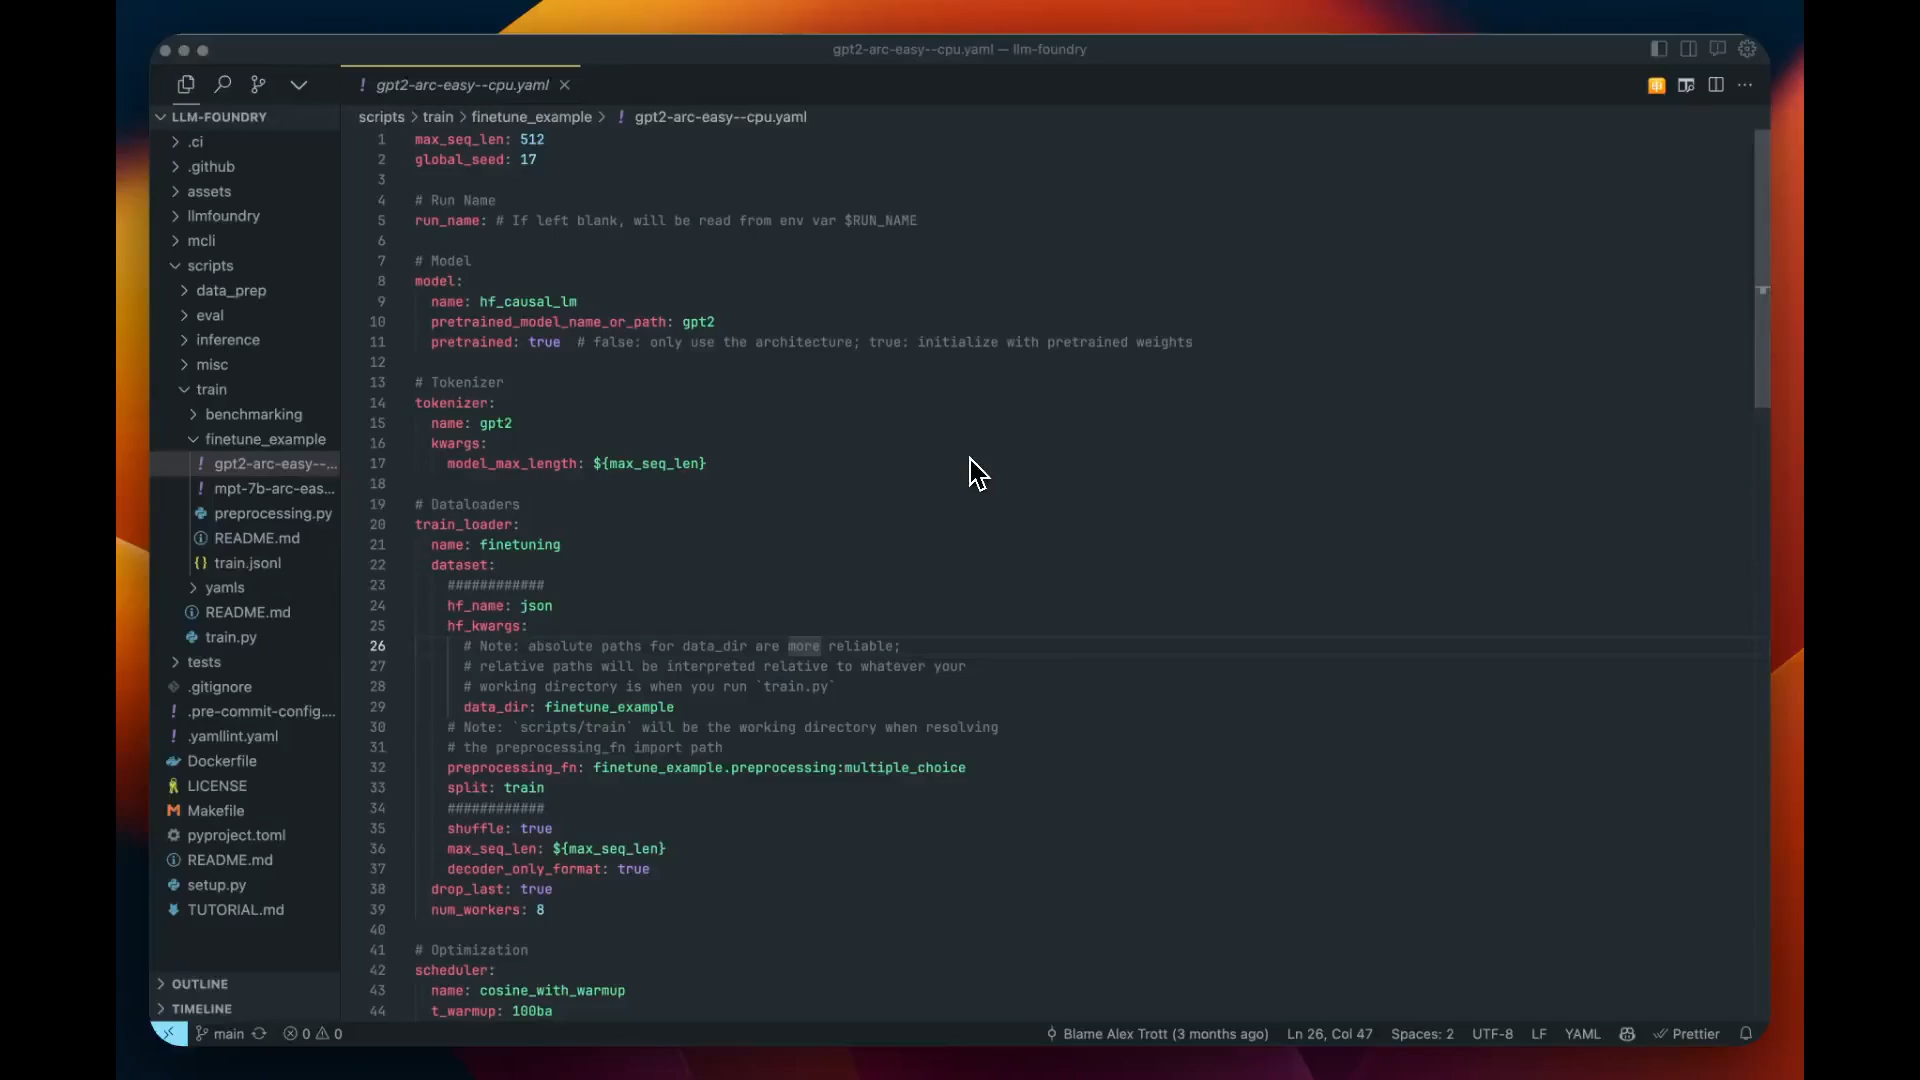 gpt2-arc-easy--cpu.yaml — llm-foundry
! gpt2-arc-easy--cpu.yaml
LLM-FOUNDRY
.ci
.github
assets
llmfoundry
mcli
scripts
data_prep
eval
inference
misc
train
benchmarking
finetune_example
! gpt2-arc-easy--...
! mpt-7b-arc-eas...
preprocessing.py
README.md
{} train.jsonl
yamls
README.md
train.py
tests
.gitignore
! .pre-commit-config....
! .yamllint.yaml
Dockerfile
LICENSE
Makefile
pyproject.toml
README.md
setup.py
TUTORIAL.md
OUTLINE
TIMELINE
scripts > train > finetune_example > ! gpt2-arc-easy--cpu.yaml
1 max_seq_len: 512
2 global_seed: 17
3
4 # Run Name
5 run_name: # If left blank, will be read from env var $RUN_NAME
6
7 # Model
8 model:
9 name: hf_causal_lm
10 pretrained_model_name_or_path: gpt2
11 pretrained: true # false: only use the architecture; true: initialize with pretrained weights
12
13 # Tokenizer
14 tokenizer:
15 name: gpt2
16 kwargs:
17 model_max_length: ${max_seq_len}
18
19 # Dataloaders
20 train_loader:
21 name: finetuning
22 dataset:
23 ############
24 hf_name: json
25 hf_kwargs:
26 # Note: absolute paths for data_dir are more reliable;
27 # relative paths will be interpreted relative to whatever your
28 # working directory is when you run `train.py`
29 data_dir: finetune_example
30 # Note: `scripts/train` will be the working directory when resolving
31 # the preprocessing_fn import path
32 preprocessing_fn: finetune_example.preprocessing:multiple_choice
33 split: train
34 ############
35 shuffle: true
36 max_seq_len: ${max_seq_len}
37 decoder_only_format: true
38 drop_last: true
39 num_workers: 8
40
41 # Optimization
42 scheduler:
43 name: cosine_with_warmup
44 t_warmup: 100ba
main 0 0 Blame Alex Trott (3 months ago) Ln 26, Col 47 Spaces: 2 UTF-8 LF YAML Prettier